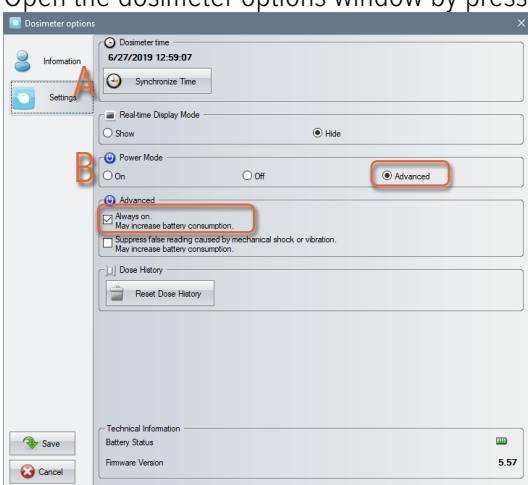 Open the dosimeter options window by press
Dosimeter options
Information
A
Settings
Dosimeter time
6/27/2019 12:59:07
Synchronize Time
Real-time Display Mode
Show Hide
B
Power Mode
On Off Advanced
Advanced
Always on.
May increase battery consumption.
Suppress false reading caused by mechanical shock or vibration.
May increase battery consumption.
Dose History
Reset Dose History
Technical Information
Battery Status
Firmware Version 5.57
Save
Cancel